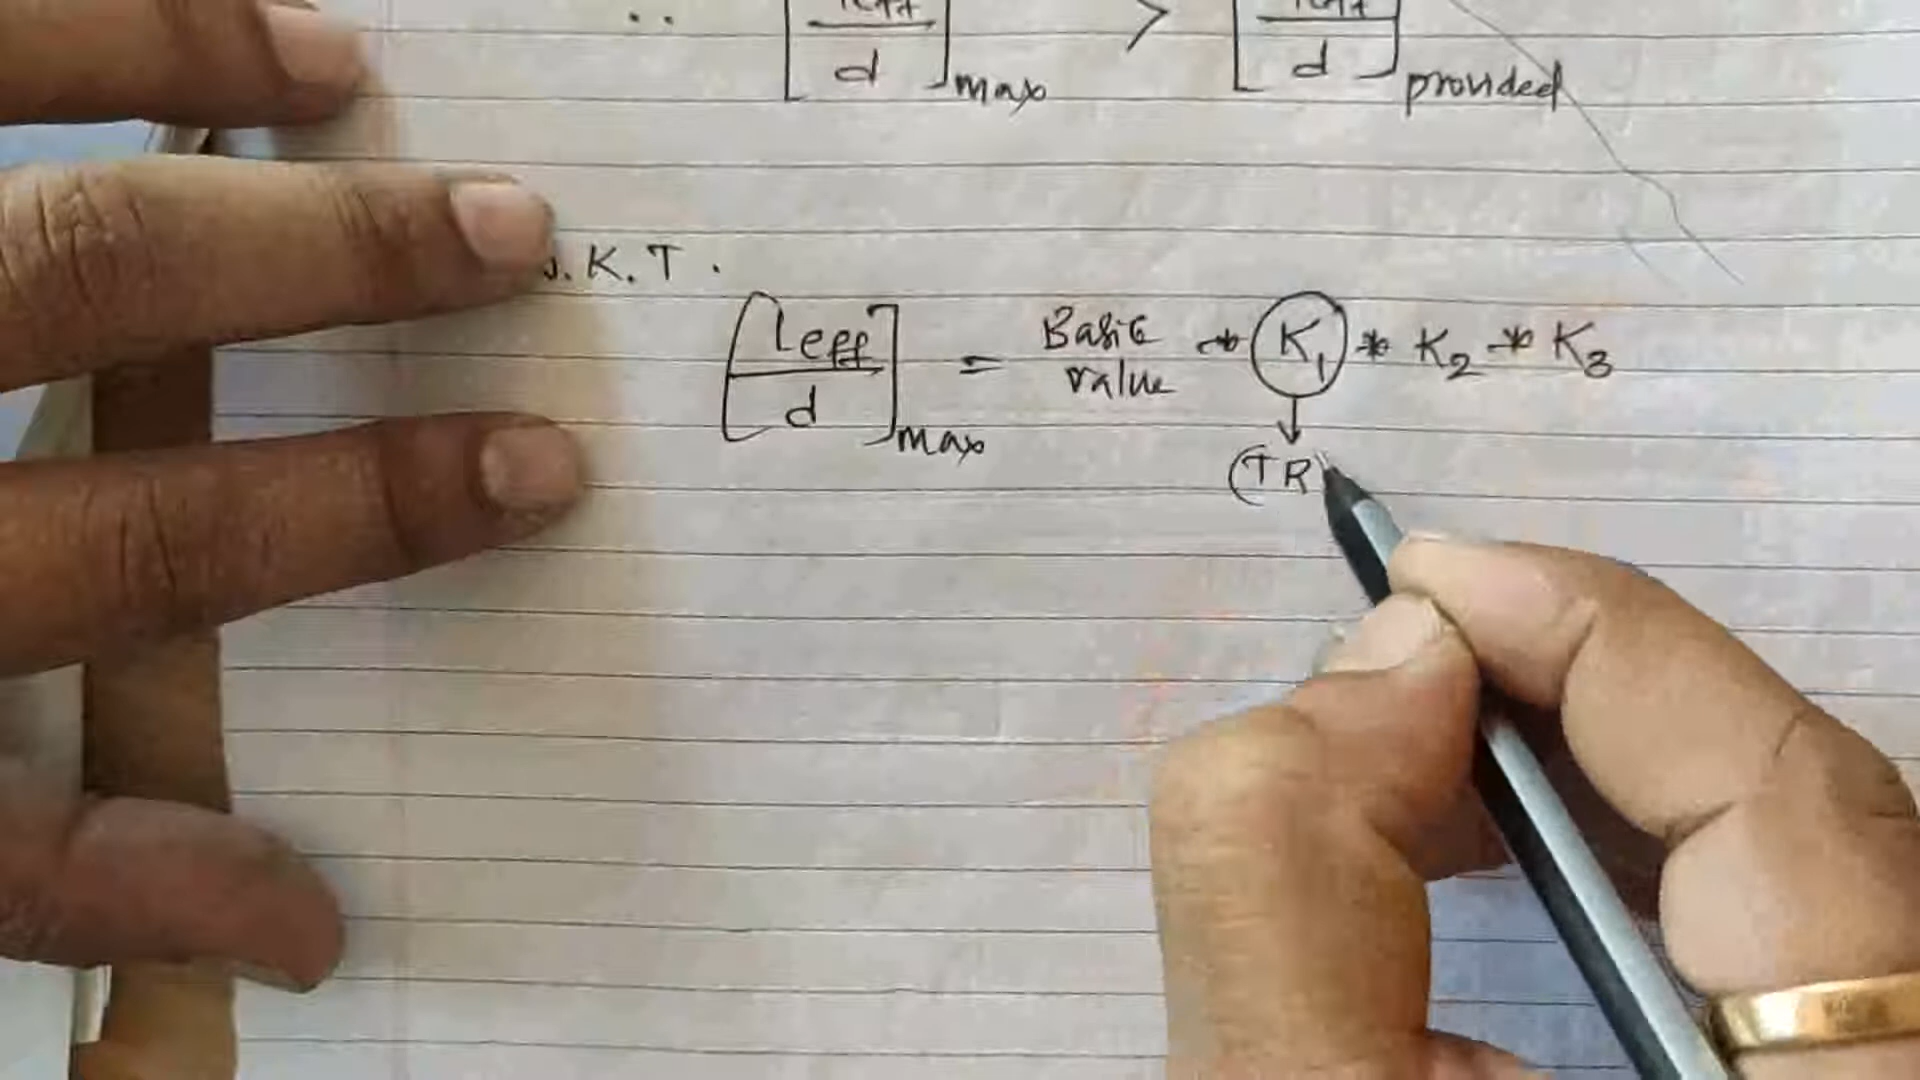 ∴ [leff/d]max > [leff/d]provided
W.K.T.
[leff/d]max = Basic value * K1 * K2 * K3
(TR